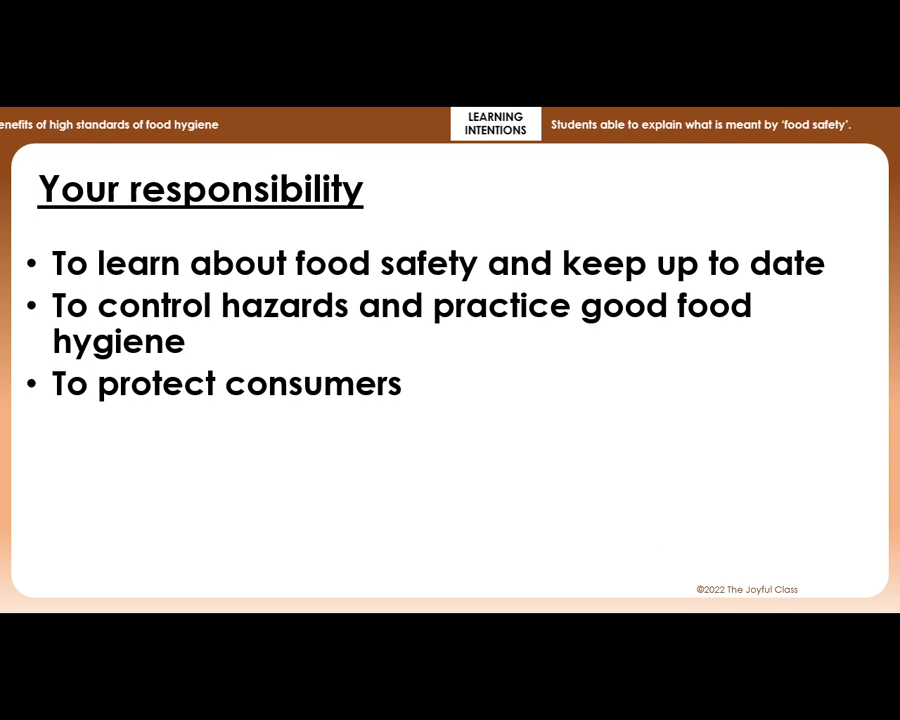 of high standards of food hygiene
LEARNING
INTENTIONS
Students able to explain what is meant by ‘food safety’.
Your responsibility
• To learn about food safety and keep up to date
• To control hazards and practice good food
hygiene
• To protect consumers
©2022 The Joyful Class